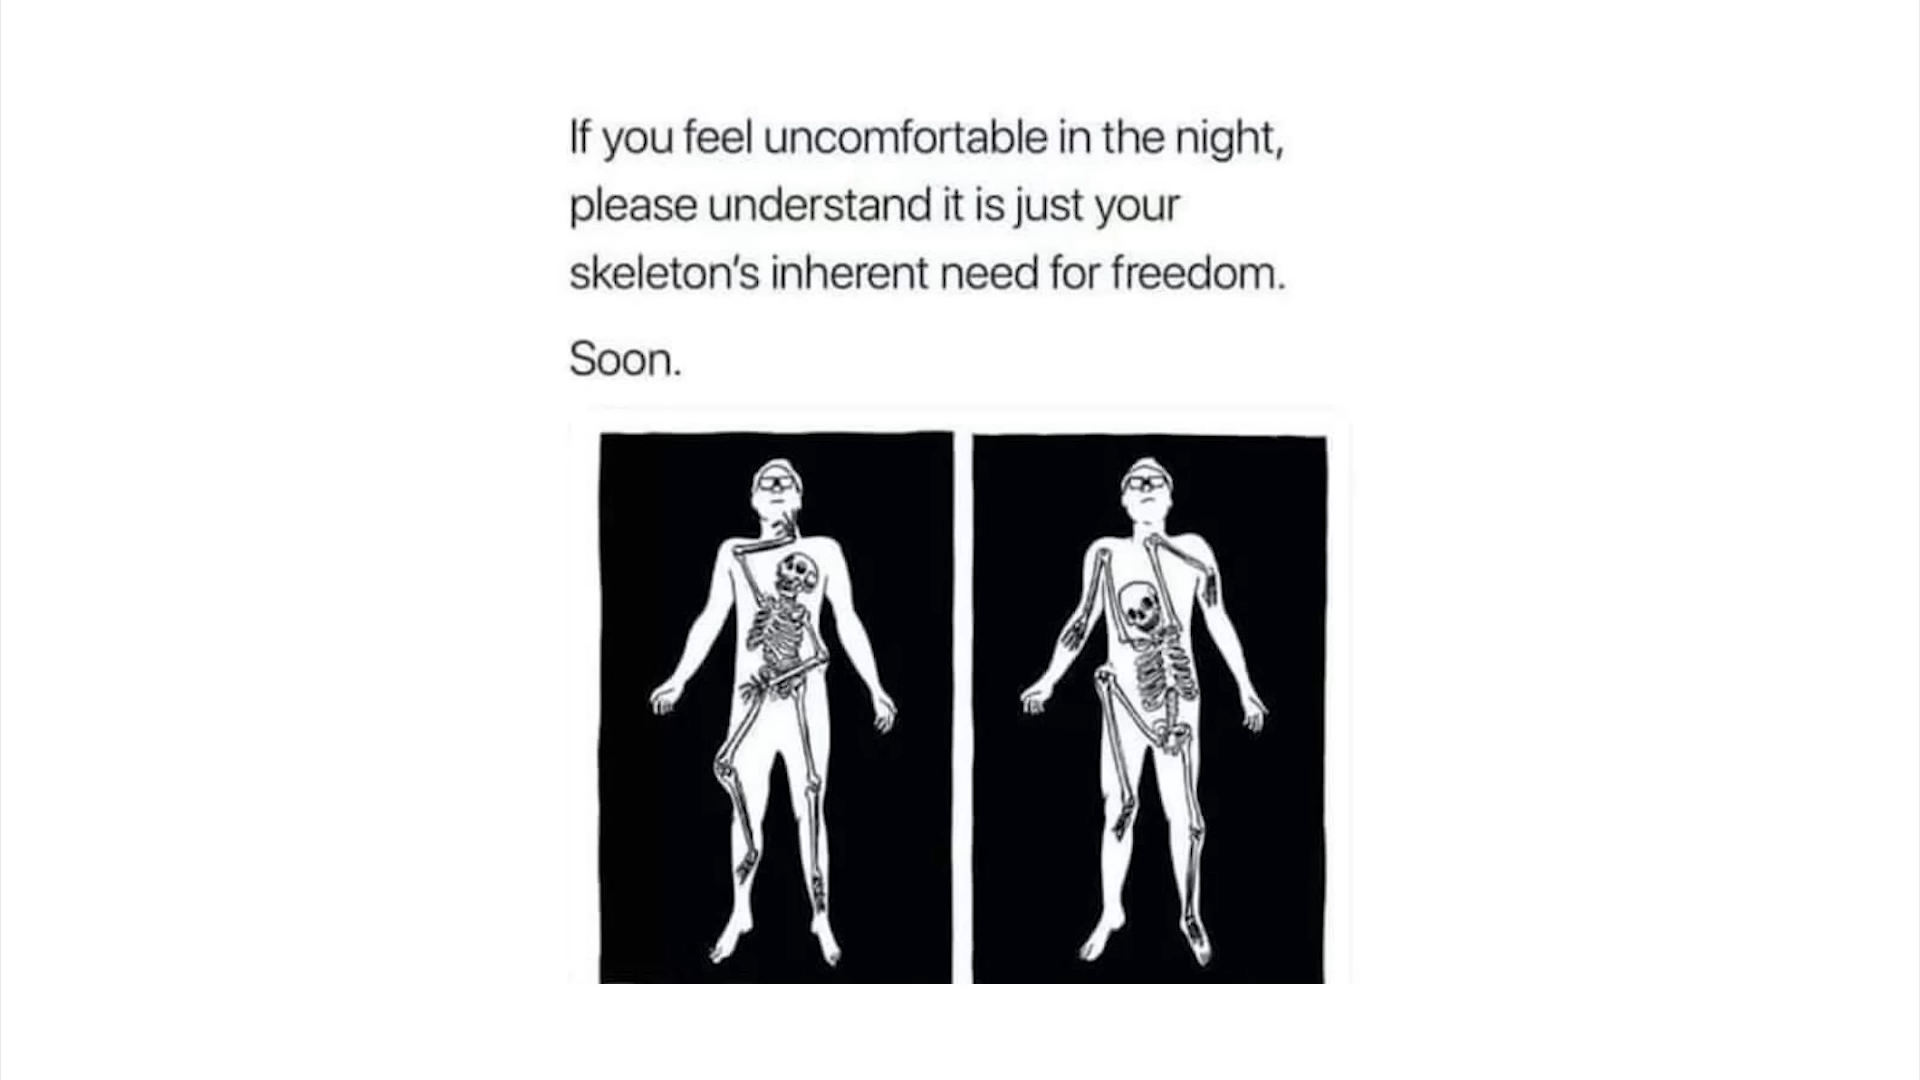 If you feel uncomfortable in the night,
please understand it is just your
skeleton's inherent need for freedom.
Soon.